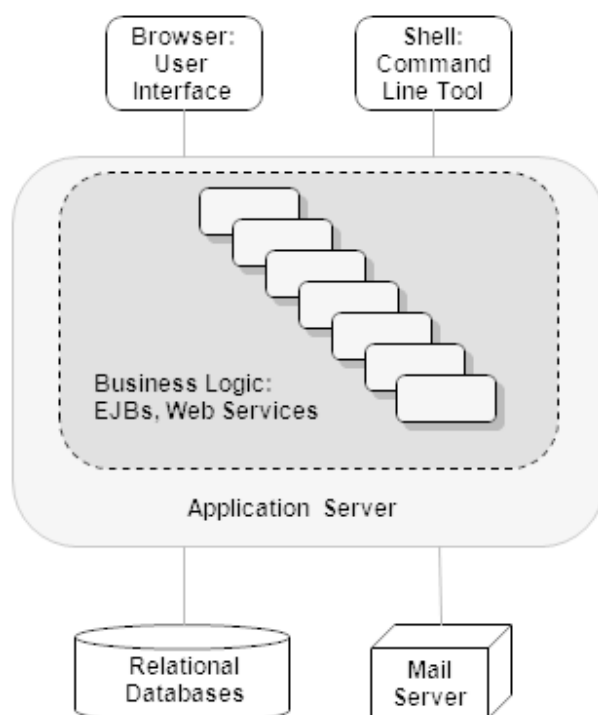 Browser:
User
Interface
Shell:
Command
Line Tool
Business Logic:
EJBs, Web Services
Application Server
Relational
Databases
Mail
Server